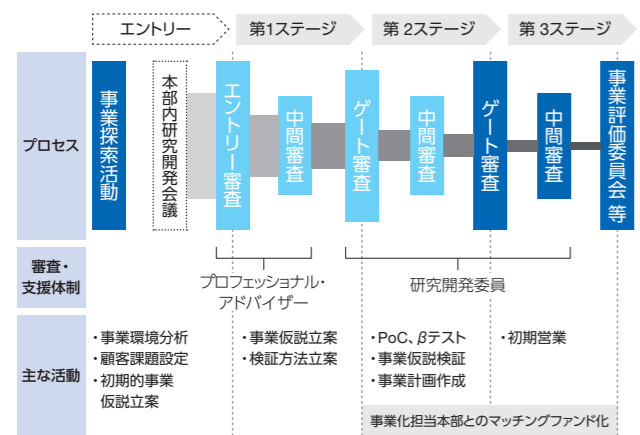 エントリー
第1ステージ
第2ステージ
第3ステージ
プロセス
事業探索活動
本部内研究開発会議
エントリー審査
中間審査
ゲート審査
中間審査
ゲート審査
中間審査
事業評価委員会 等
審査・
支援体制
プロフェッショナル・
アドバイザー
研究開発委員
主な活動
・事業環境分析
・顧客課題設定
・初期的事業
仮説立案
・事業仮説立案
・検証方法立案
・PoC、βテスト
・事業仮説検証
・事業計画作成
・初期営業
事業化担当本部とのマッチングファンド化